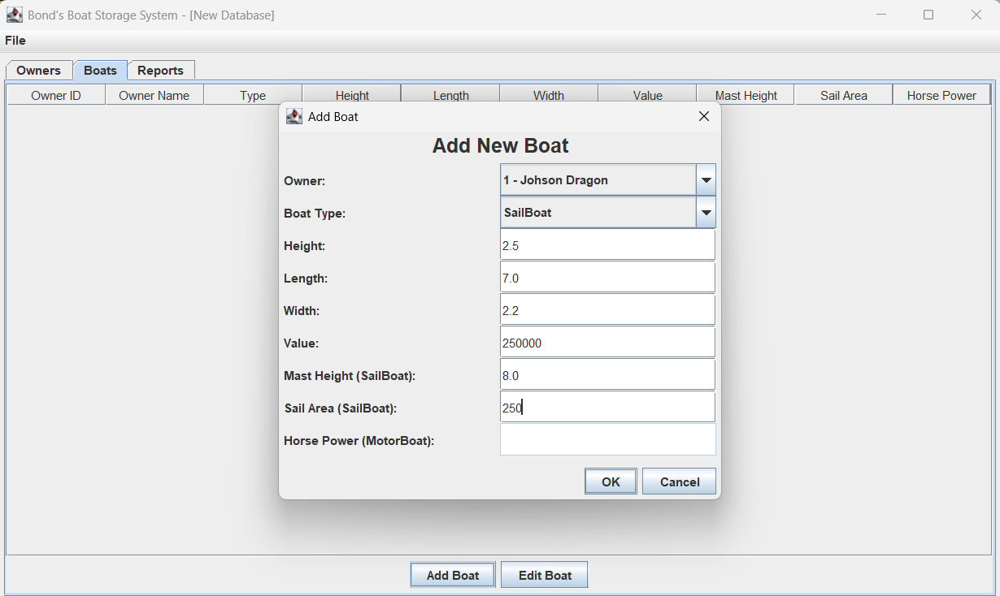 Bond's Boat Storage System - [New Database]
File
Owners Boats Reports
Owner ID Owner Name Type Height Length Width Value Mast Height Sail Area Horse Power
Add Boat
Add New Boat
Owner: 1 - Johson Dragon
Boat Type: SailBoat
Height: 2.5
Length: 7.0
Width: 2.2
Value: 250000
Mast Height (SailBoat): 8.0
Sail Area (SailBoat): 250
Horse Power (MotorBoat):
OK Cancel
Add Boat Edit Boat